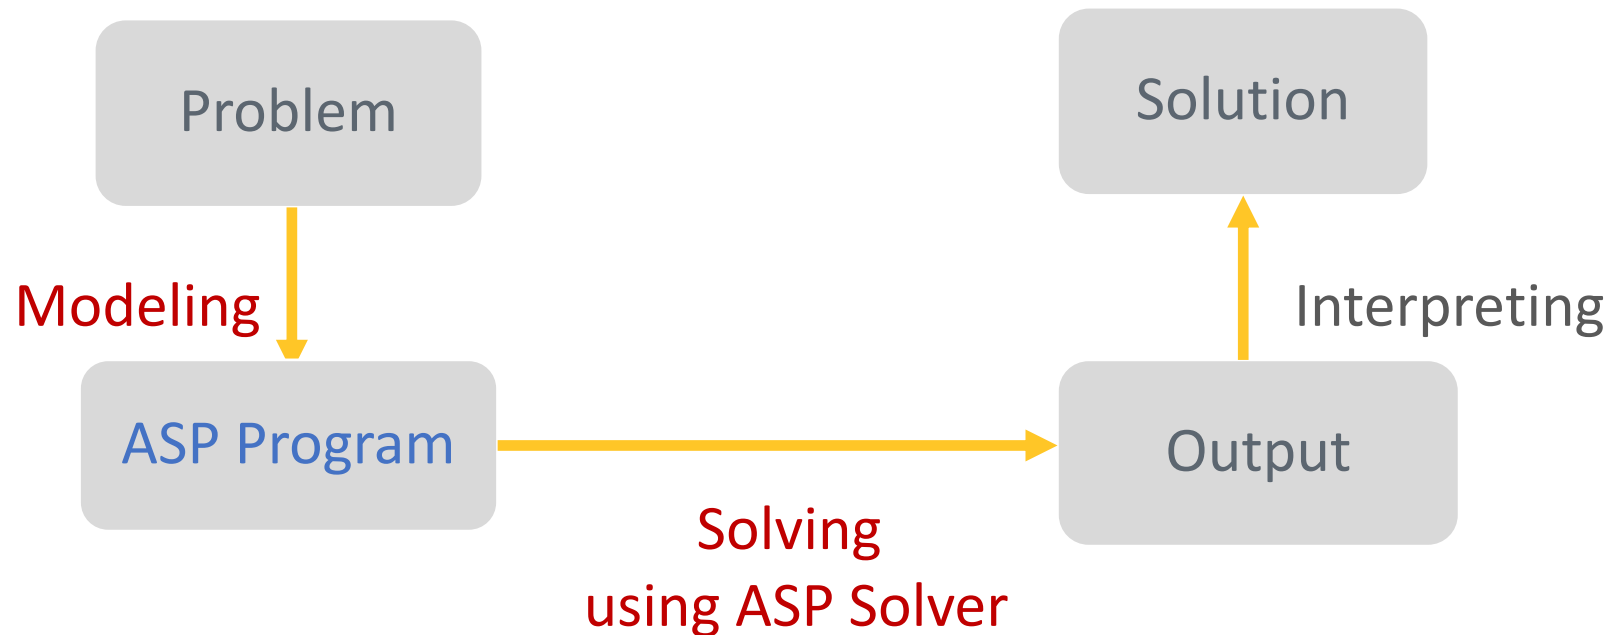 Problem
Solution
Modeling
Interpreting
ASP Program
Output
Solving
using ASP Solver